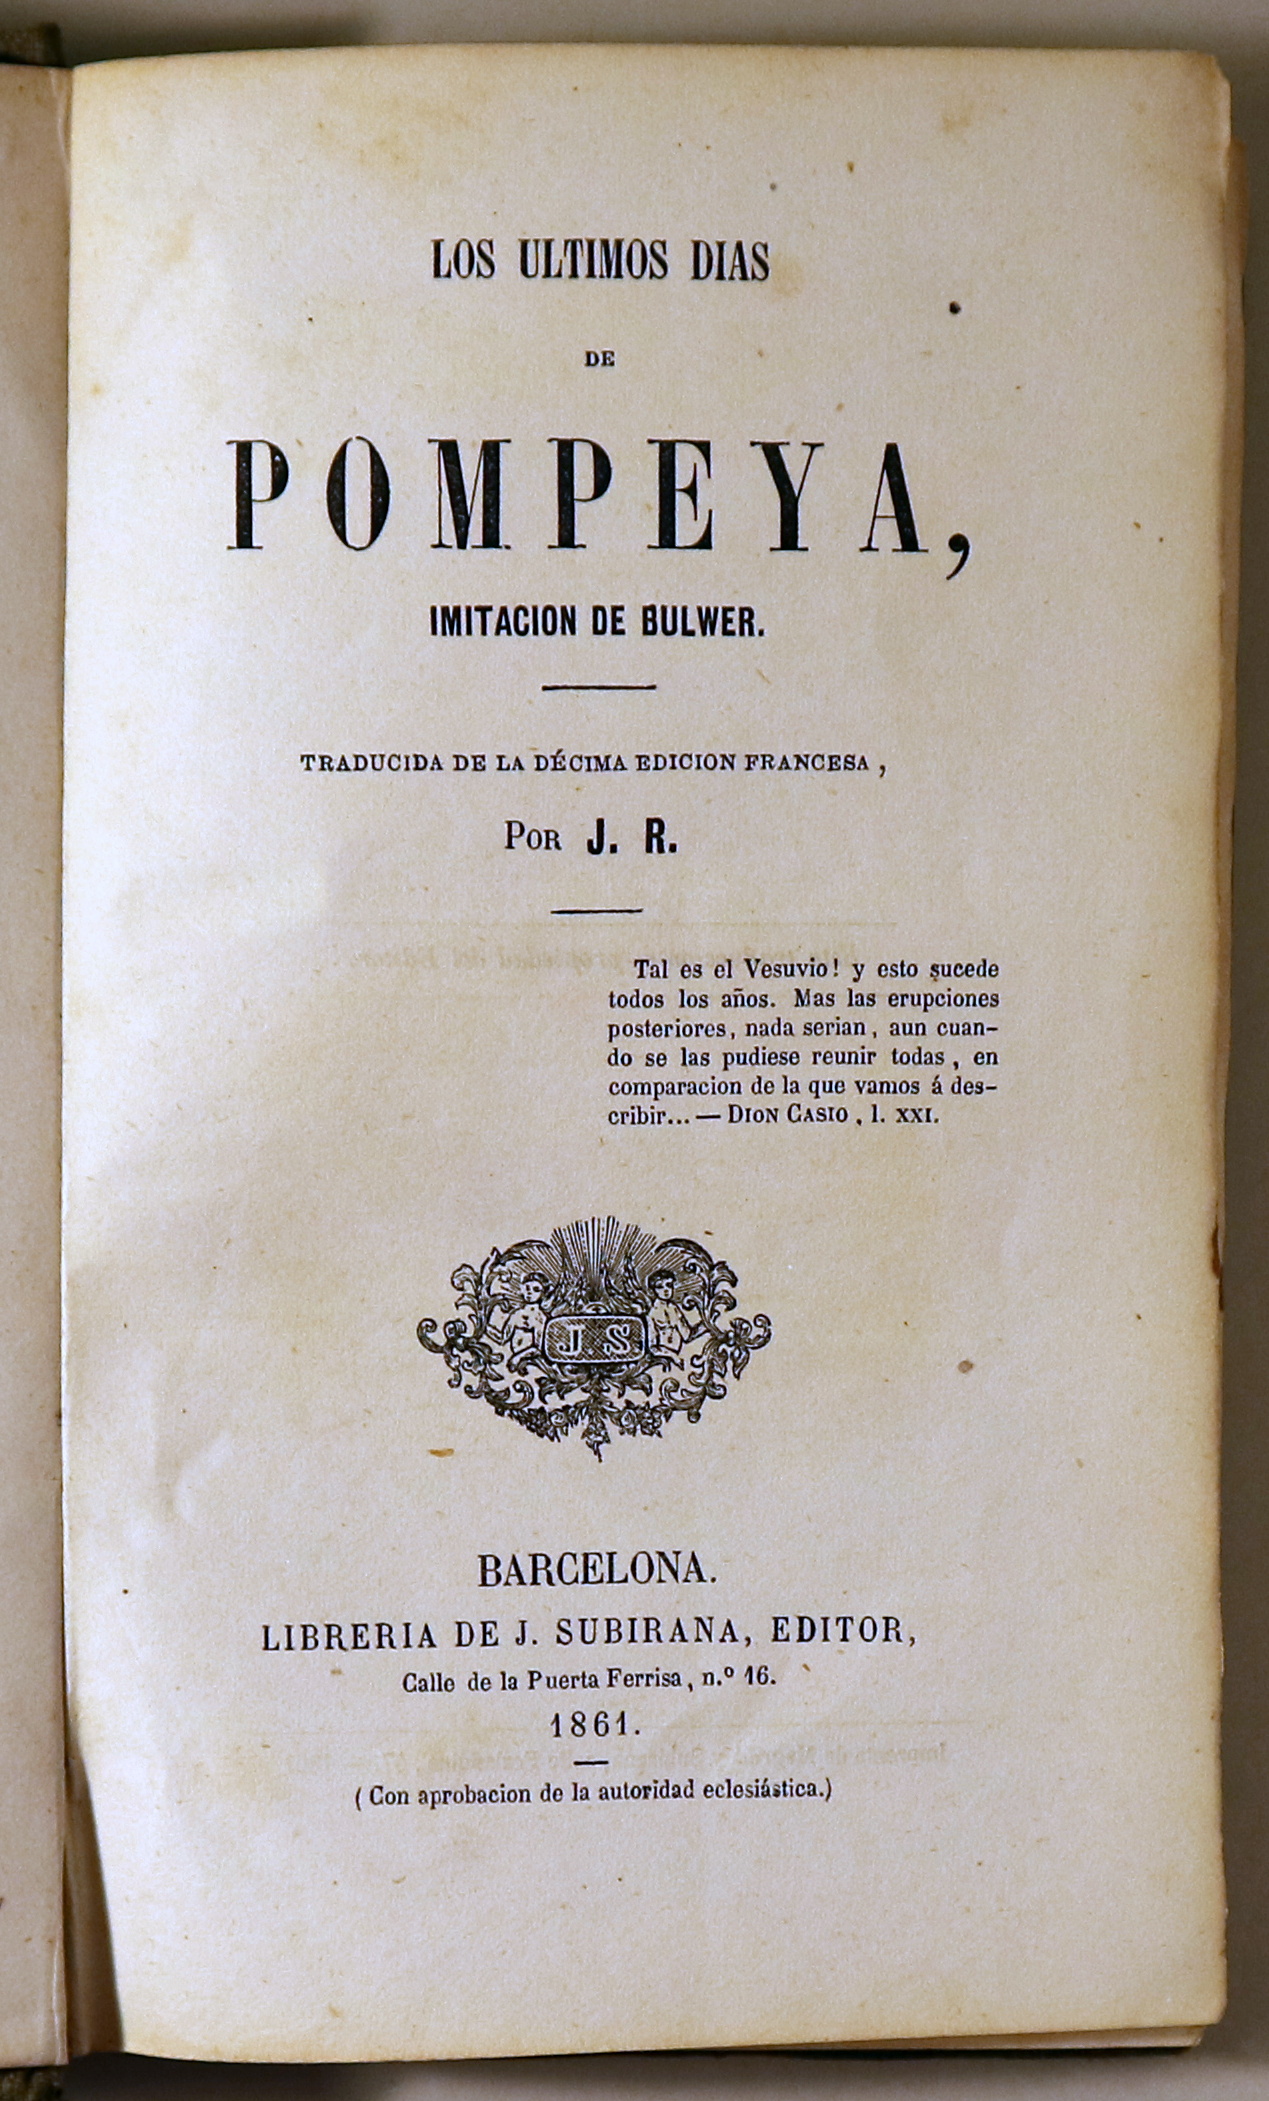 LOS ULTIMOS DIAS
DE
POMPEYA,
IMITACION DE BULWER.
TRADUCIDA DE LA DÉCIMA EDICION FRANCESA,
POR J. R.
Tal es el Vesuvio! y esto sucede
todos los años. Mas las erupciones
posteriores, nada serian, aun cuan-
do se las pudiese reunir todas, en
comparacion de la que vamos á des-
cribir... — DION CASIO, l. XXI.
J S
BARCELONA.
LIBRERIA DE J. SUBIRANA, EDITOR,
Calle de la Puerta Ferrisa, n.º 16.
1861.
(Con aprobacion de la autoridad eclesiástica.)